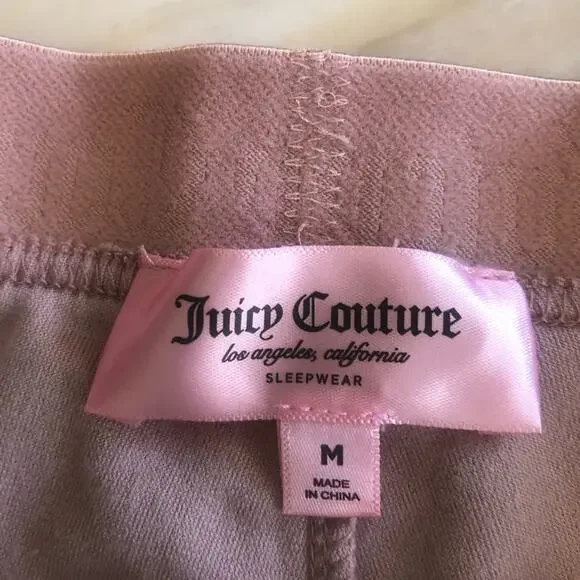 Juicy Couture
los angeles, california
SLEEPWEAR
M
MADE
IN CHINA